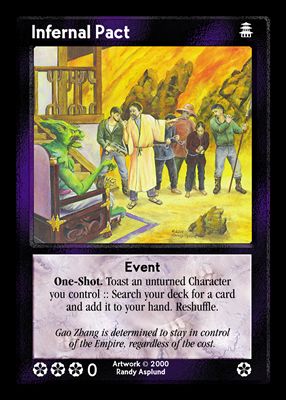 Infernal Pact
Event
One-Shot. Toast an unturned Character
you control :: Search your deck for a card
and add it to your hand. Reshuffle.
Gao Zhang is determined to stay in control
of the Empire, regardless of the cost.
0
Artwork © 2000
Randy Asplund